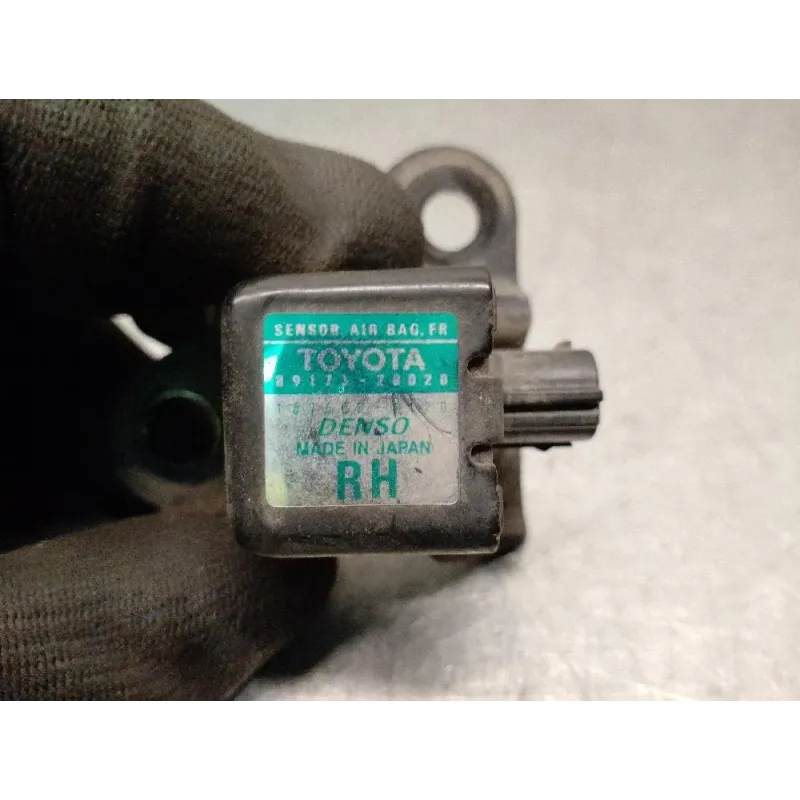 SENSOR, AIR BAG, FR
TOYOTA
89173-20020
DENSO
MADE IN JAPAN
RH